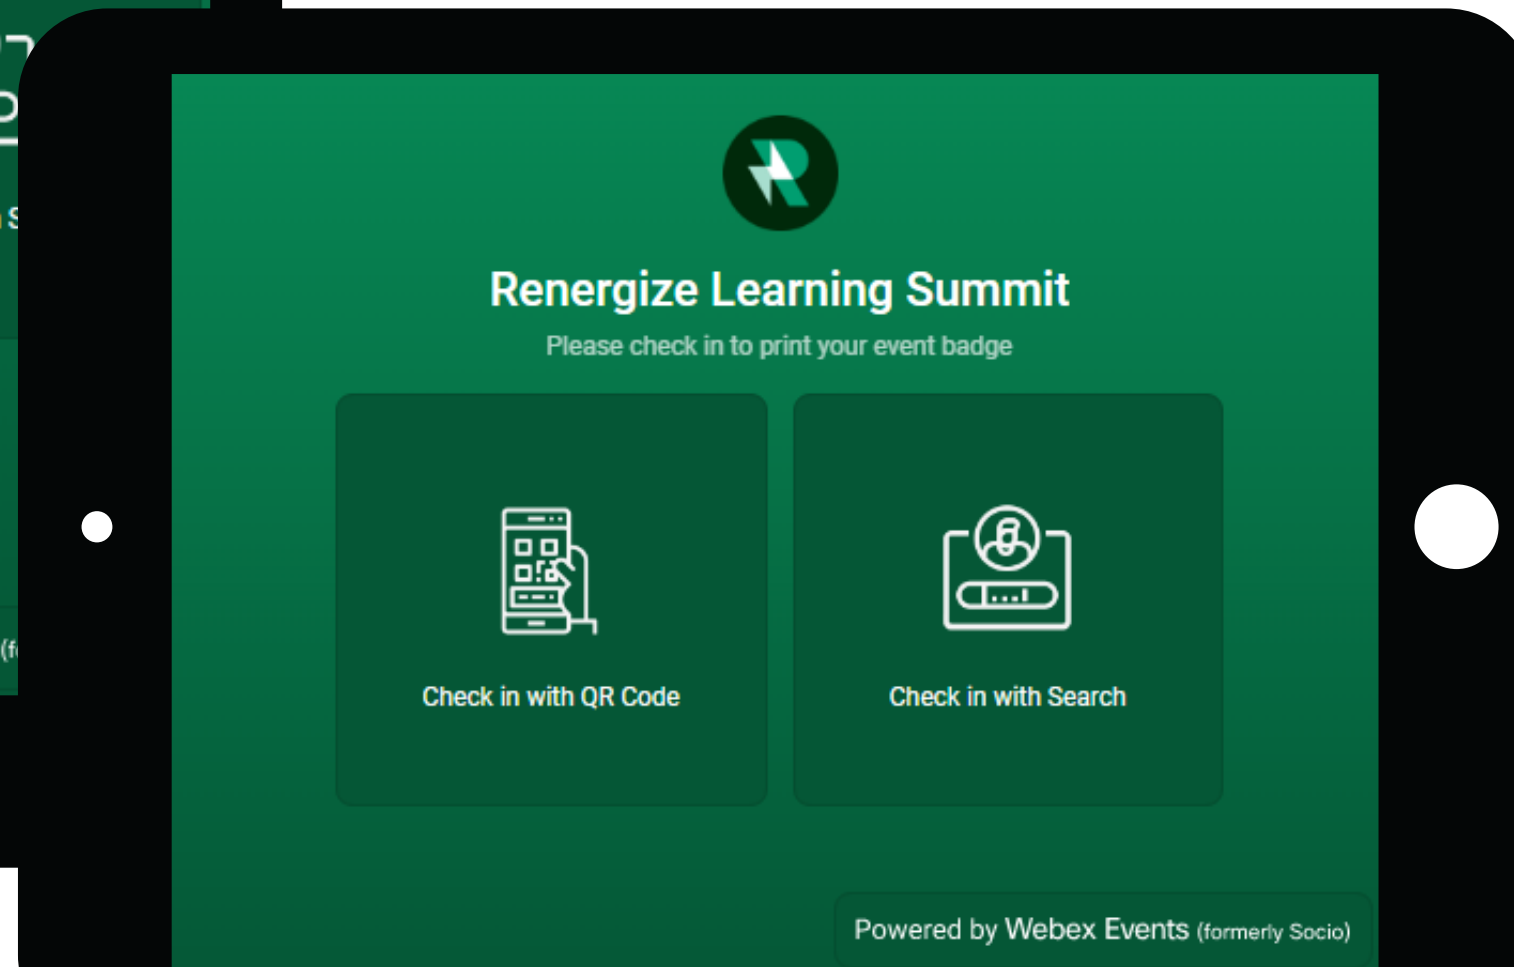 Renergize Learning Summit
Please check in to print your event badge
Check in with QR Code
Check in with Search
Powered by Webex Events (formerly Socio)